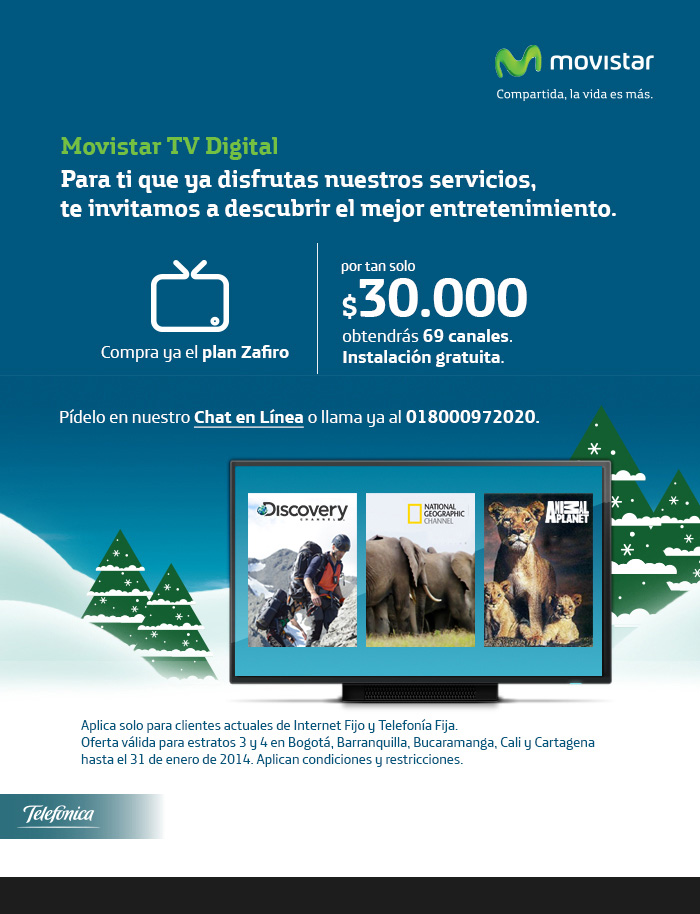 movistar
Compartida, la vida es más.
Movistar TV Digital
Para ti que ya disfrutas nuestros servicios,
te invitamos a descubrir el mejor entretenimiento.
Compra ya el plan Zafiro
por tan solo
$30.000
obtendrás 69 canales.
Instalación gratuita.
Pídelo en nuestro Chat en Línea o llama ya al 018000972020.
Discovery
CHANNEL
NATIONAL
GEOGRAPHIC
CHANNEL
ANIMAL
PLANET
Aplica solo para clientes actuales de Internet Fijo y Telefonía Fija.
Oferta válida para estratos 3 y 4 en Bogotá, Barranquilla, Bucaramanga, Cali y Cartagena
hasta el 31 de enero de 2014. Aplican condiciones y restricciones.
Telefónica